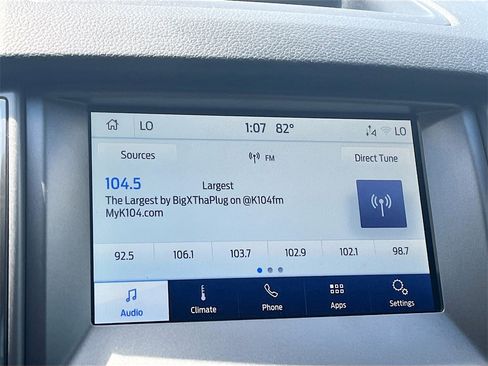 LO 1:07 82° LO
Sources FM Direct Tune
104.5 Largest
The Largest by BigXThaPlug on @K104fm
MyK104.com
92.5 106.1 103.7 102.9 102.1 98.7
Audio Climate Phone Apps Settings